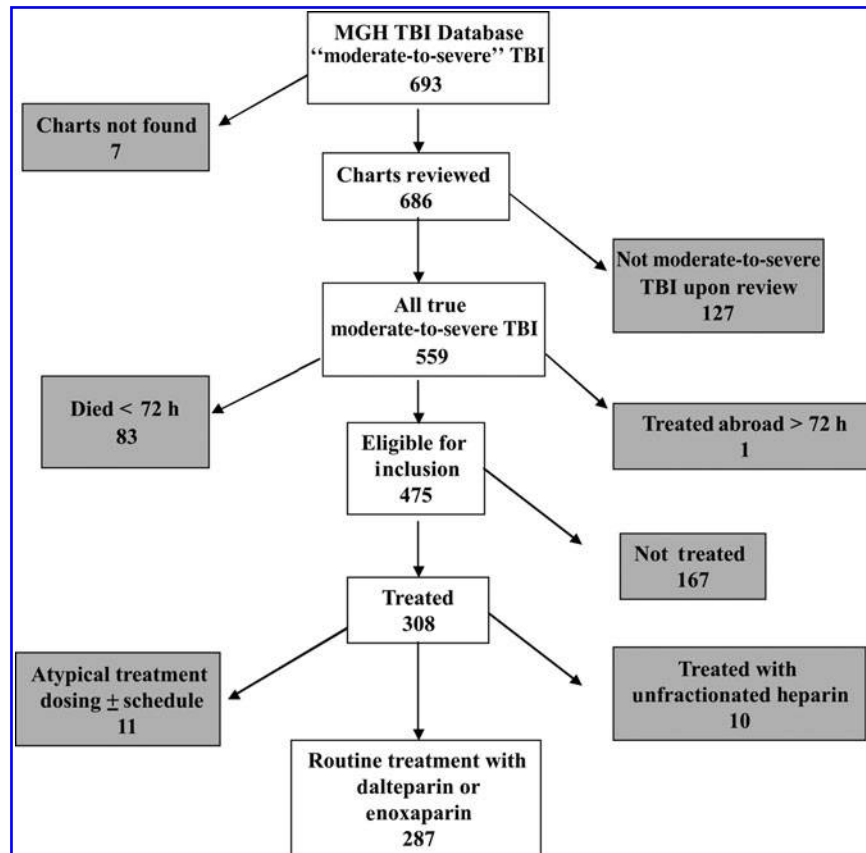 MGH TBI Database
‘‘moderate-to-severe’’ TBI
693
Charts not found
7
Charts reviewed
686
Not moderate-to-severe
TBI upon review
127
All true
moderate-to-severe TBI
559
Died < 72 h
83
Treated abroad > 72 h
1
Eligible for
inclusion
475
Not treated
167
Treated
308
Atypical treatment
dosing ± schedule
11
Treated with
unfractionated heparin
10
Routine treatment with
dalteparin or
enoxaparin
287